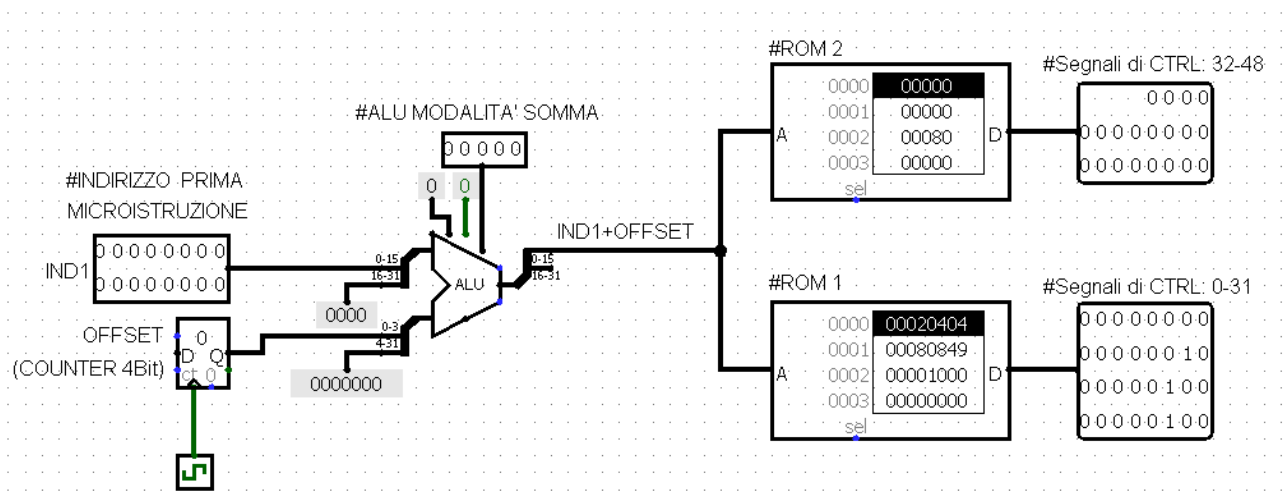 #ROM 2
#Segnali di CTRL: 32-48
0000 00000
0001 00000
0002 00080
0003 00000
A
D
sel
0 0 0 0
0 0 0 0 0 0 0 0
0 0 0 0 0 0 0 0
#ALU MODALITA' SOMMA
0 0 0 0 0
0
0
#INDIRIZZO PRIMA
MICROISTRUZIONE
0 0 0 0 0 0 0 0
0 0 0 0 0 0 0 0
IND1
0-15
16-31
0000
ALU
0-15
16-31
IND1+OFFSET
OFFSET
(COUNTER 4Bit)
0
D Q
ct 0
0-3
4-31
0000000
#ROM 1
#Segnali di CTRL: 0-31
0000 00020404
0001 00080849
0002 00001000
0003 00000000
A
D
sel
0 0 0 0 0 0 0 0
0 0 0 0 0 0 1 0
0 0 0 0 0 1 0 0
0 0 0 0 0 1 0 0